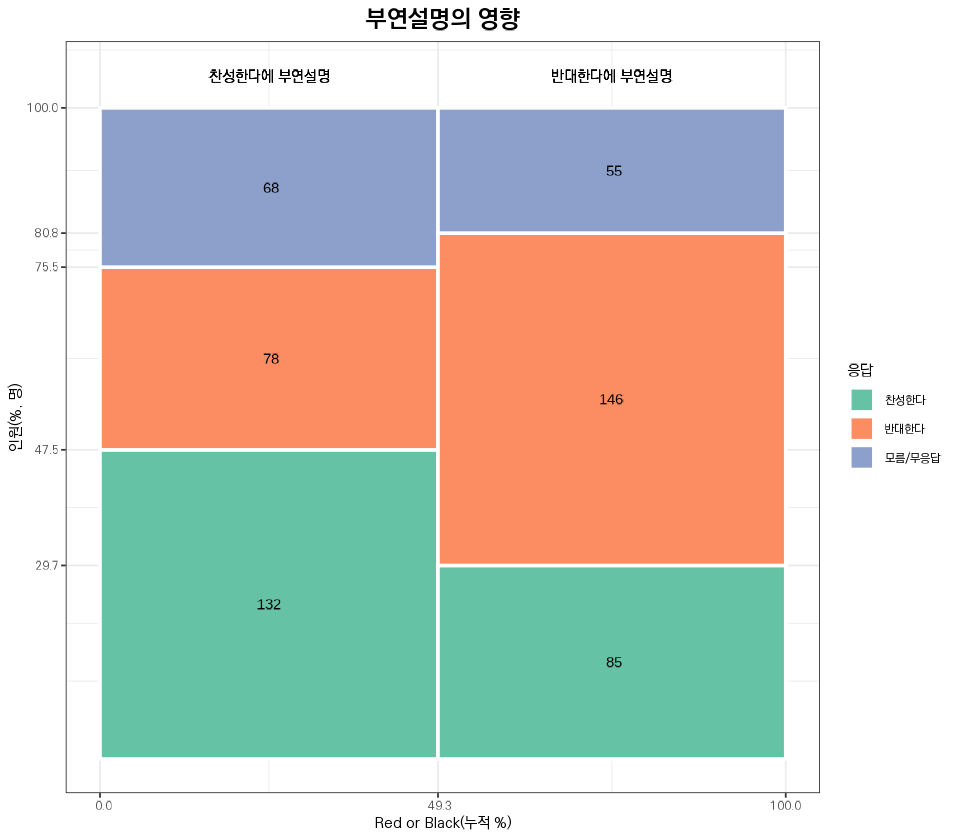 부연설명의 영향
찬성한다에 부연설명
반대한다에 부연설명
100.0
80.8
75.5
47.5
29.7
인원(%, 명)
68
55
78
146
132
85
0.0
49.3
100.0
Red or Black(누적 %)
응답
찬성한다
반대한다
모름/무응답